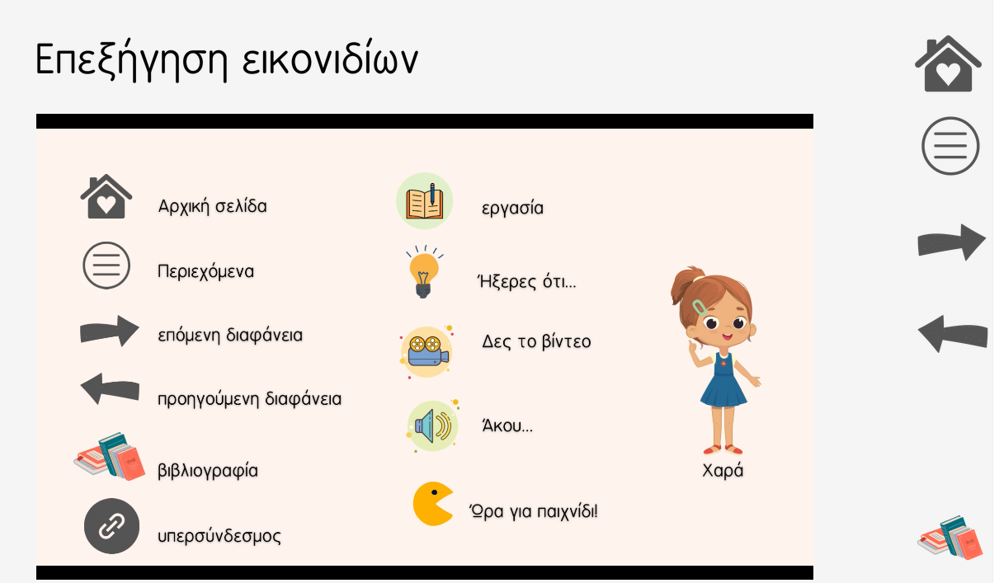 Επεξήγηση εικονιδίων
Αρχική σελίδα
Περιεχόμενα
επόμενη διαφάνεια
προηγούμενη διαφάνεια
βιβλιογραφία
υπερσύνδεσμος
εργασία
Ήξερες ότι...
Δες το βίντεο
Άκου...
Ώρα για παιχνίδι!
Χαρά